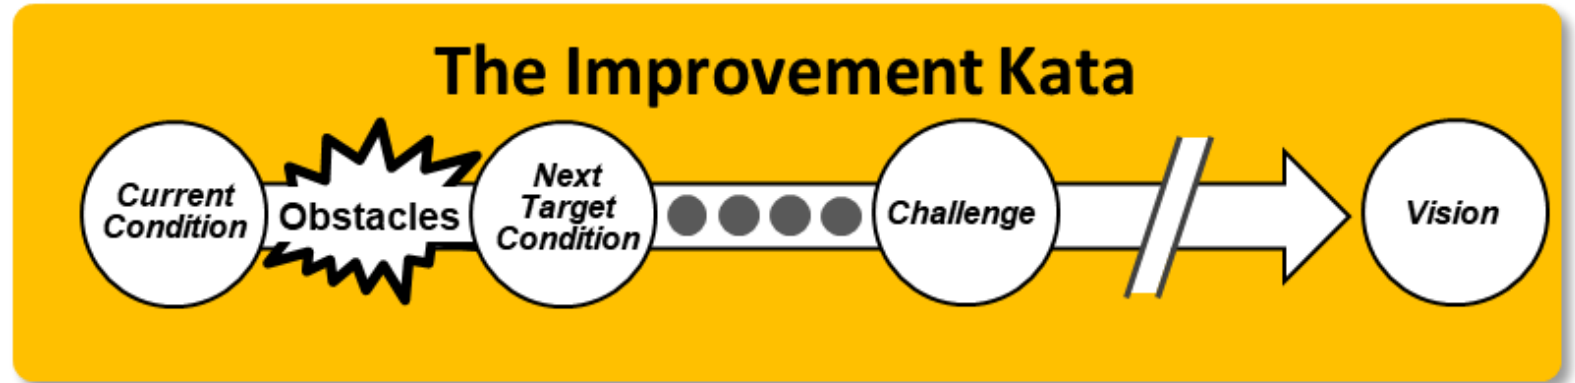 The Improvement Kata
Current
Condition
Obstacles
Next
Target
Condition
Challenge
Vision